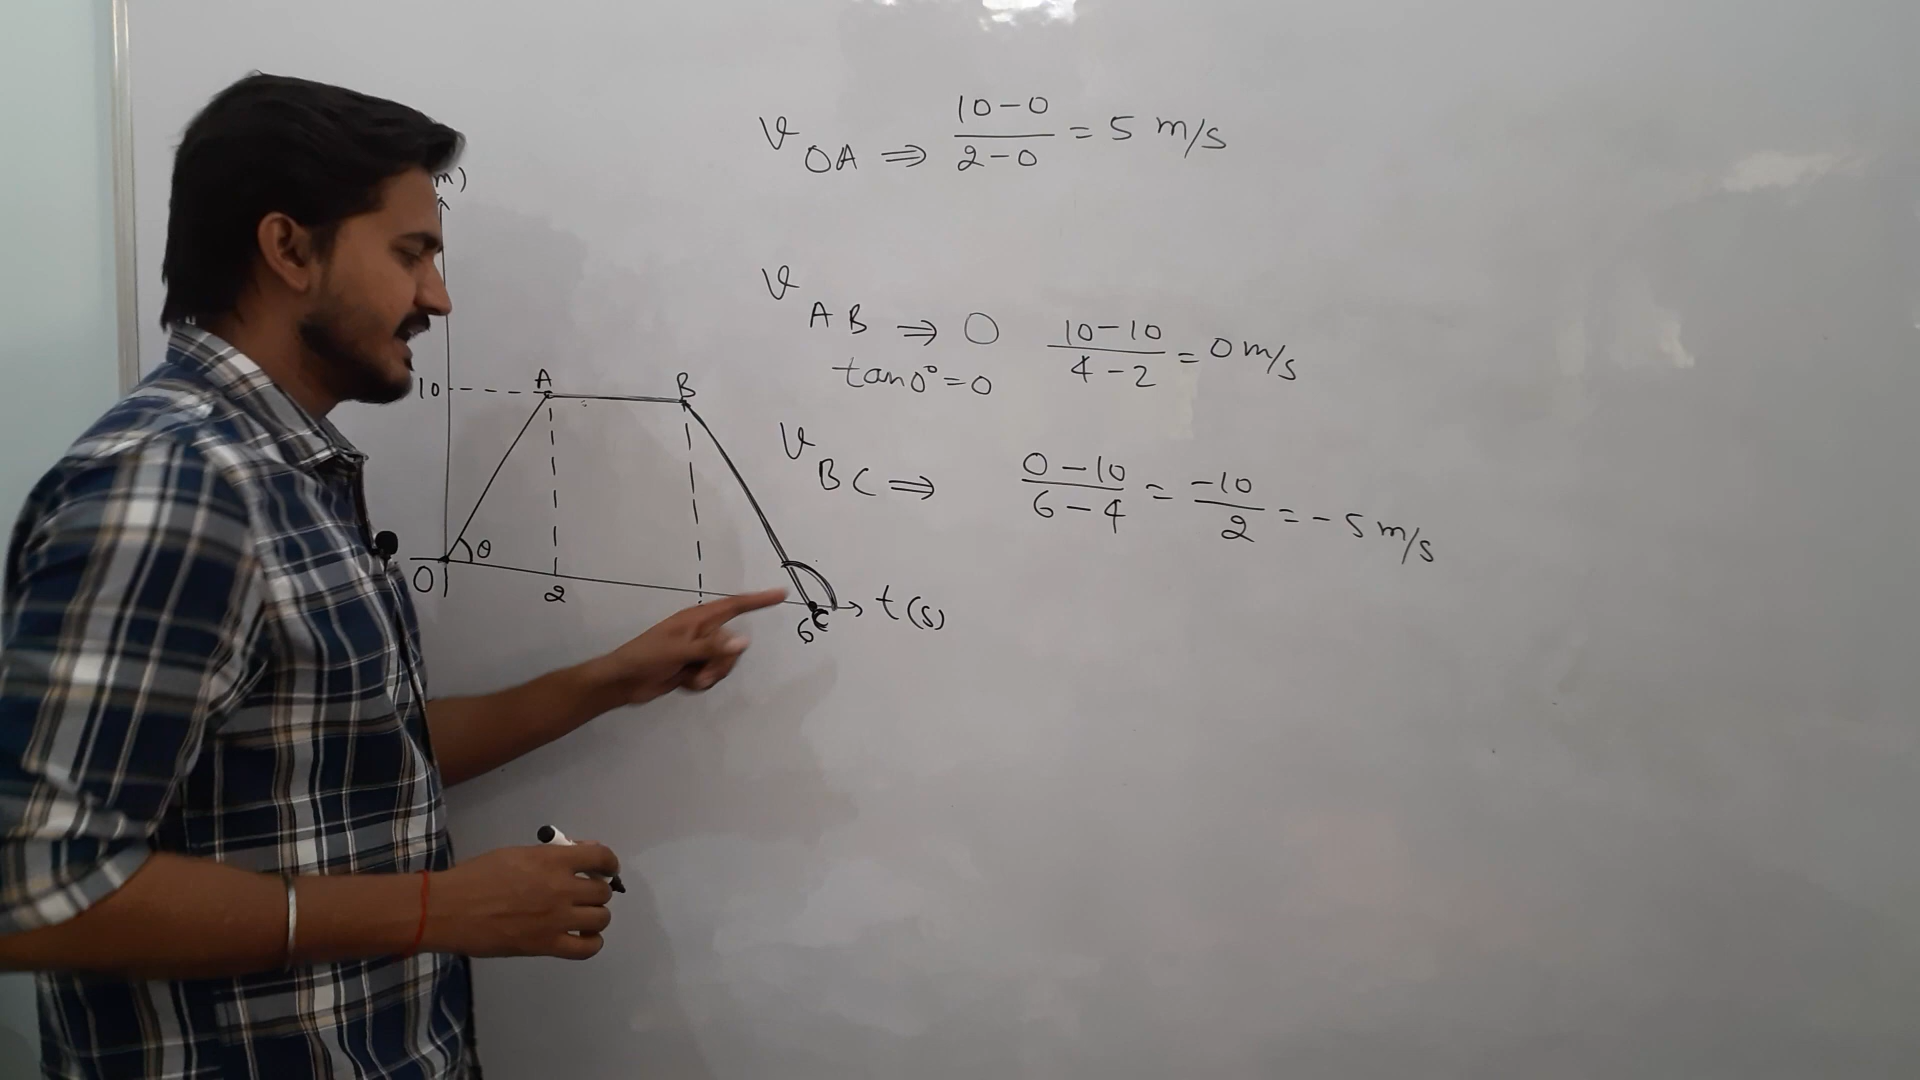 m)
10
A
B
θ
O
2
6
C
t(s)
V OA ⇒ 10-0 / 2-0 = 5 m/s
V AB ⇒ 0 10-10 / 4-2 = 0 m/s
tan0°=0
V BC ⇒ 0-10 / 6-4 = -10 / 2 = -5 m/s